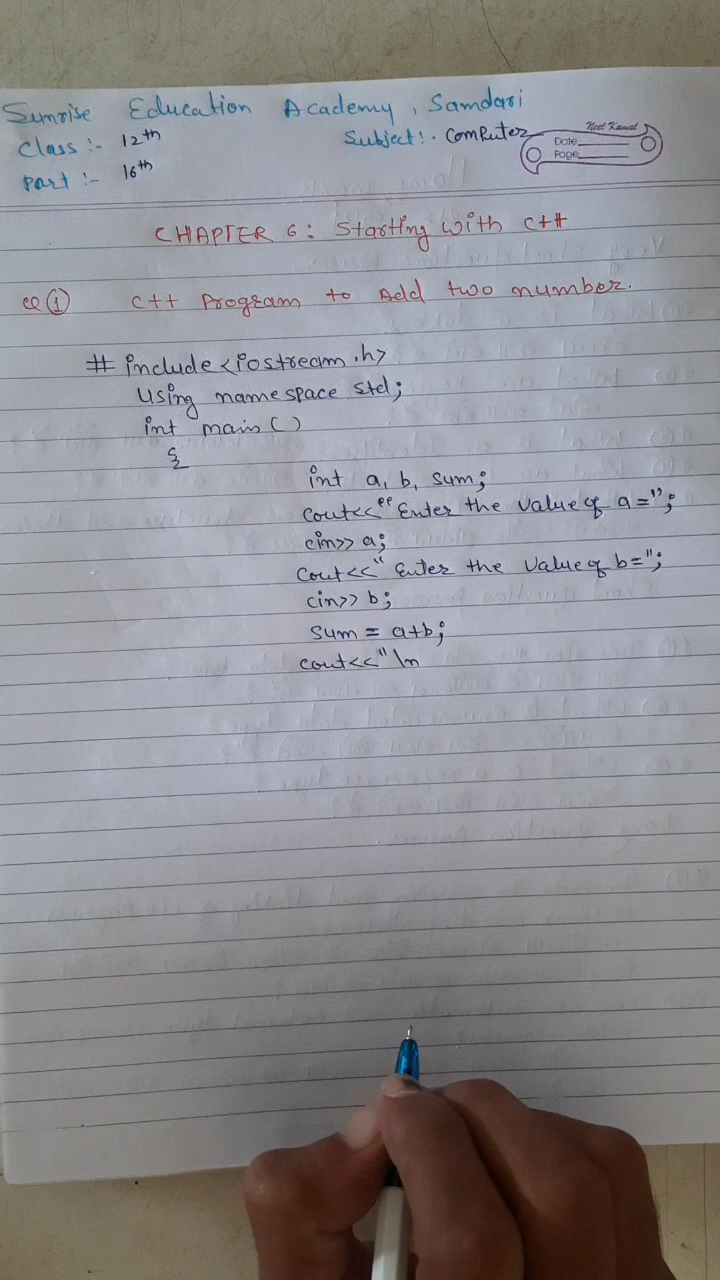 Sunrise Education Academy, Samdari
Class :- 12th Subject :- Computer
Part :- 16th
Neel Kamal
Date
Page
CHAPTER 6: Starting with C++
Q ① C++ Program to Add two number.
# include <iostream.h>
Using namespace std;
int main ()
{
int a, b, sum;
cout<<"Enter the value of a =";
cin>> a;
cout<<" Enter the value of b=";
cin>> b;
sum = a+b;
cout<<" \n